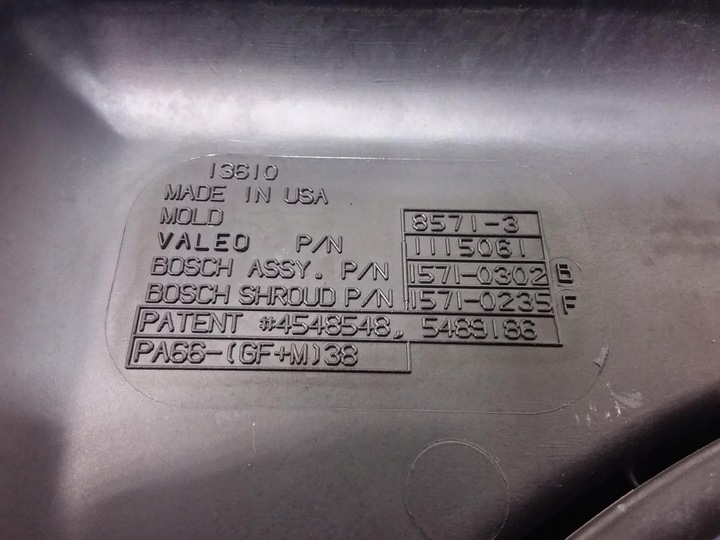 13610
MADE IN USA
MOLD 8571-3
VALEO P/N 1115061
BOSCH ASSY. P/N 1571-0302
BOSCH SHROUD P/N 1571-0235 F
PATENT #4548548, 5489186
PA66-(GF+M)38